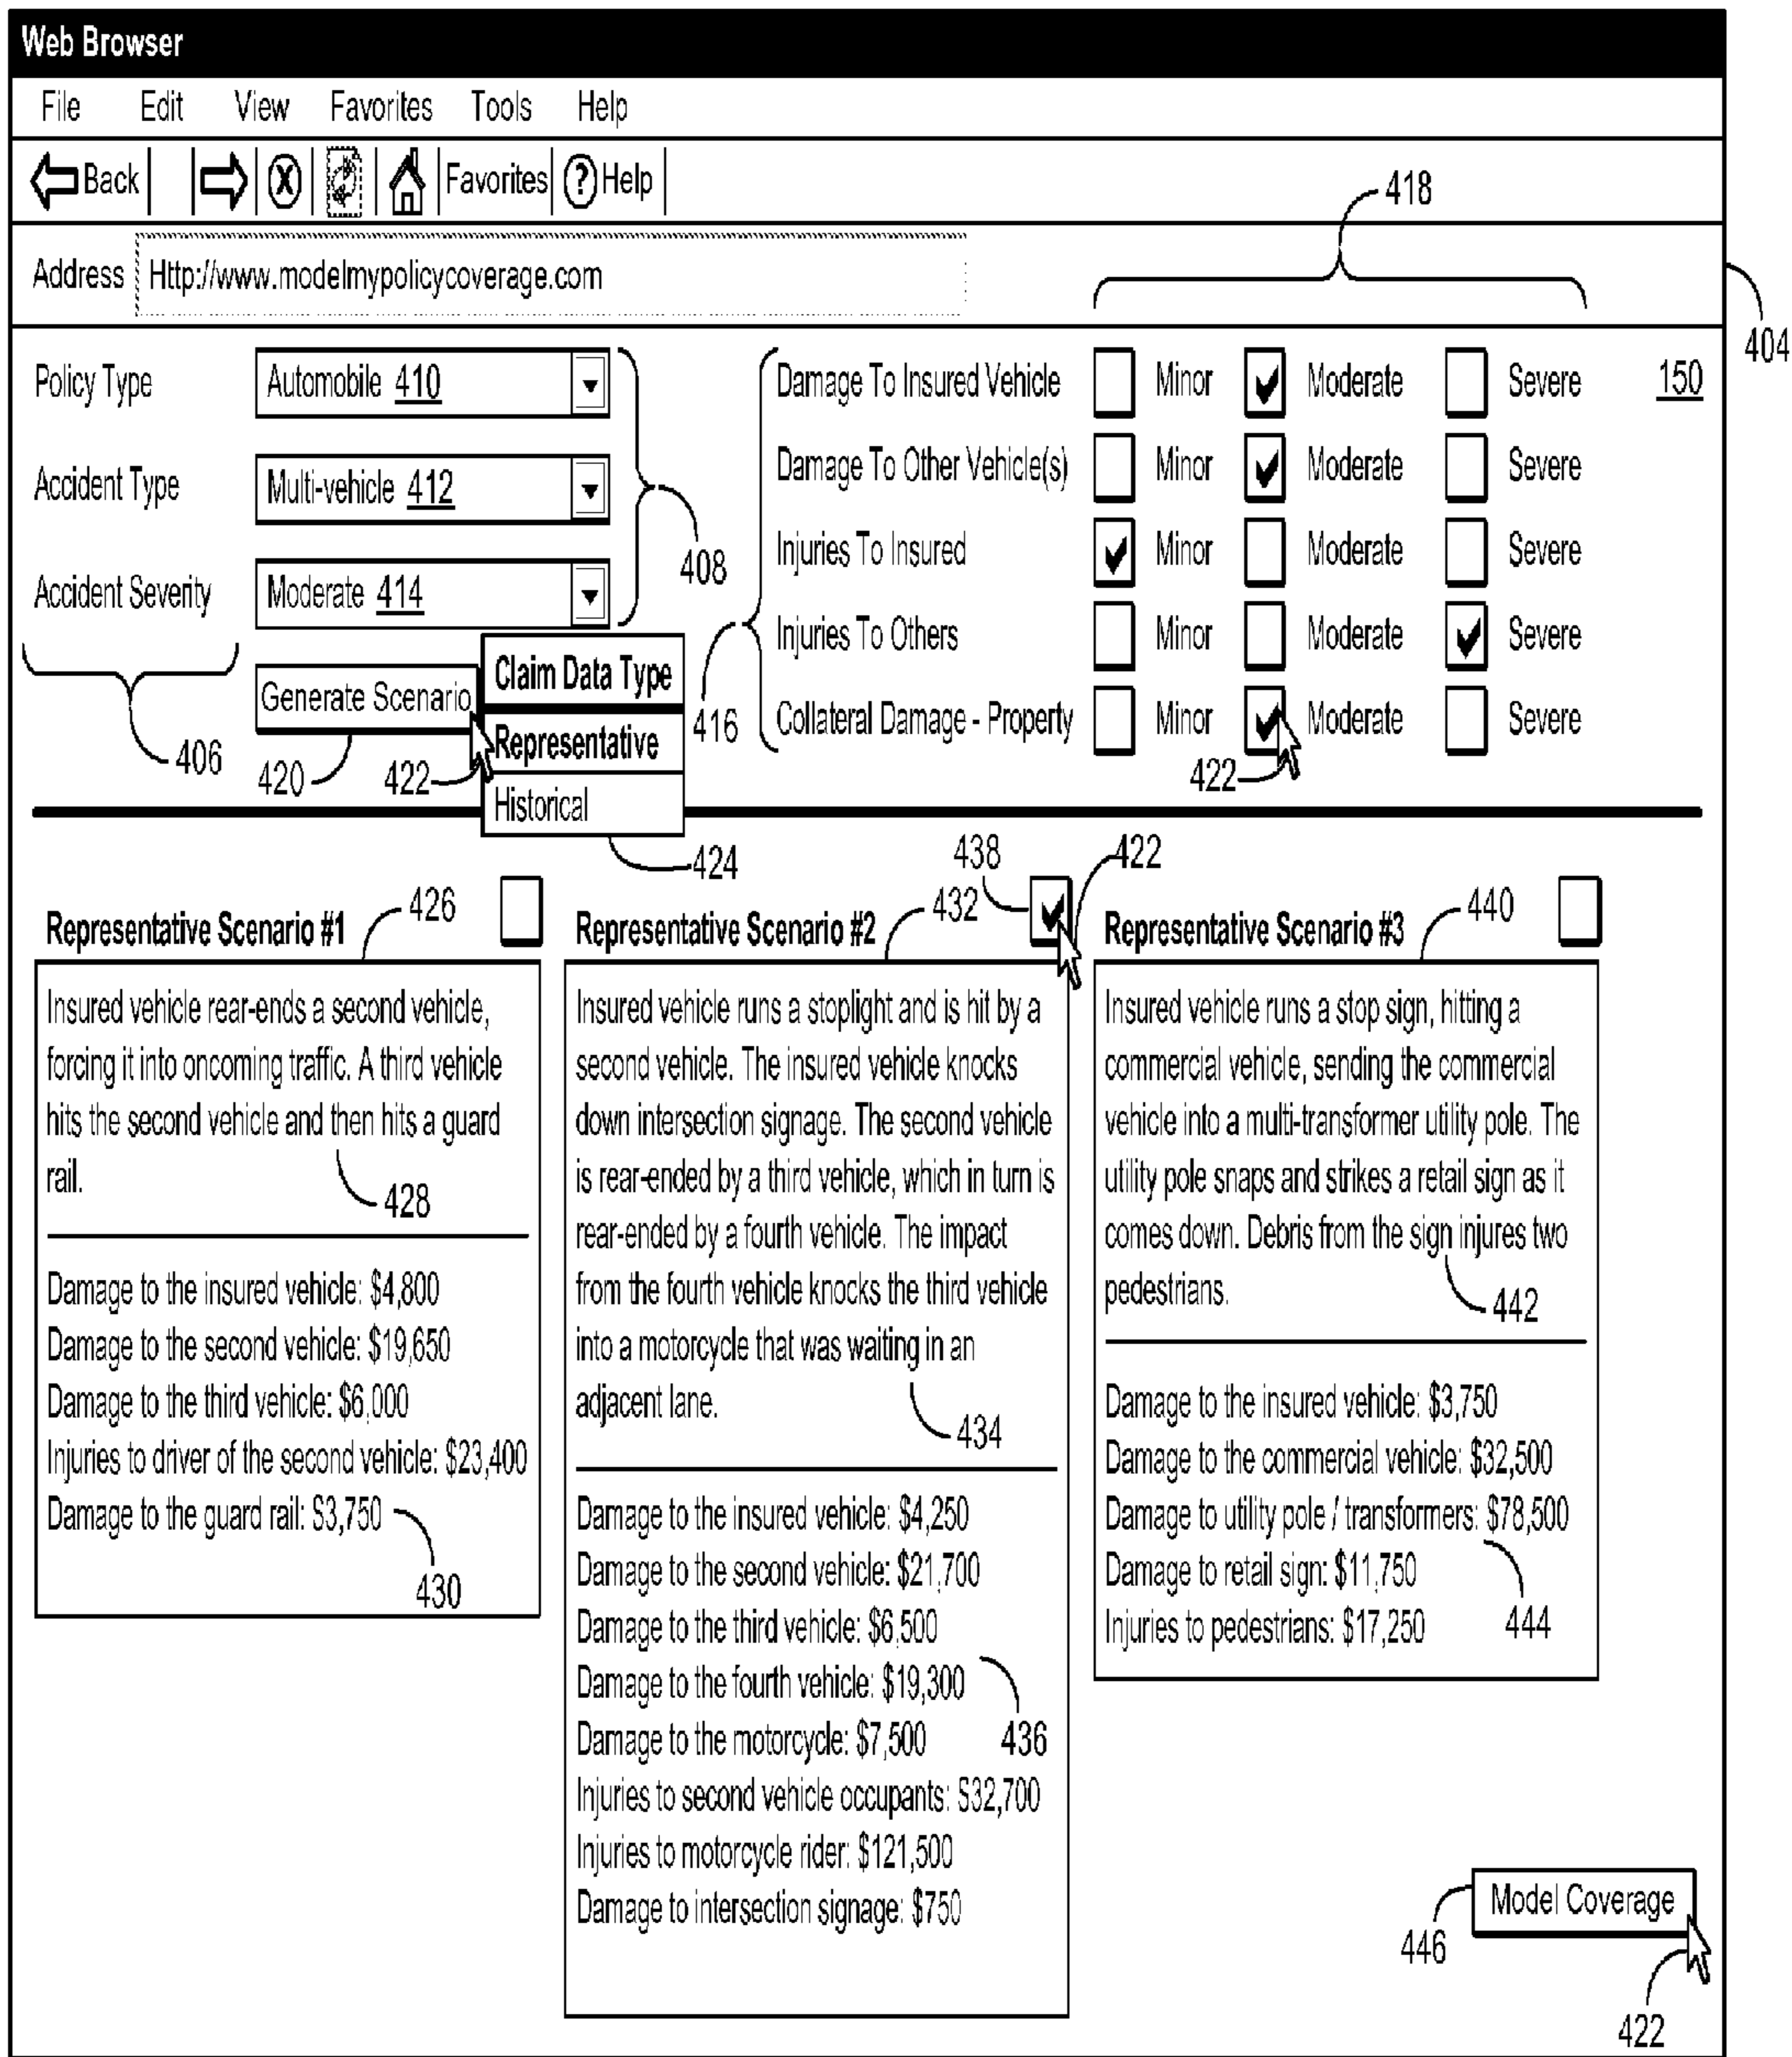 Web Browser
File Edit View Favorites Tools Help
Back Favorites ? Help
418
Address Http://www.modelmypolicycoverage.com
404
Policy Type Automobile 410
Accident Type Multi-vehicle 412
Accident Severity Moderate 414
408
406
Generate Scenario
420
422
Claim Data Type
Representative
Historical
424
416
Damage To Insured Vehicle Minor Moderate Severe
150
Damage To Other Vehicle(s) Minor Moderate Severe
Injuries To Insured Minor Moderate Severe
Injuries To Others Minor Moderate Severe
Collateral Damage - Property Minor Moderate Severe
422
Representative Scenario #1
426
Insured vehicle rear-ends a second vehicle,
forcing it into oncoming traffic. A third vehicle
hits the second vehicle and then hits a guard
rail.
428
Damage to the insured vehicle: $4,800
Damage to the second vehicle: $19,650
Damage to the third vehicle: $6,000
Injuries to driver of the second vehicle: $23,400
Damage to the guard rail: $3,750
430
Representative Scenario #2
432
438
422
Insured vehicle runs a stoplight and is hit by a
second vehicle. The insured vehicle knocks
down intersection signage. The second vehicle
is rear-ended by a third vehicle, which in turn is
rear-ended by a fourth vehicle. The impact
from the fourth vehicle knocks the third vehicle
into a motorcycle that was waiting in an
adjacent lane.
434
Damage to the insured vehicle: $4,250
Damage to the second vehicle: $21,700
Damage to the third vehicle: $6,500
Damage to the fourth vehicle: $19,300
Damage to the motorcycle: $7,500
436
Injuries to second vehicle occupants: $32,700
Injuries to motorcycle rider: $121,500
Damage to intersection signage: $750
Representative Scenario #3
440
Insured vehicle runs a stop sign, hitting a
commercial vehicle, sending the commercial
vehicle into a multi-transformer utility pole. The
utility pole snaps and strikes a retail sign as it
comes down. Debris from the sign injures two
pedestrians.
442
Damage to the insured vehicle: $3,750
Damage to the commercial vehicle: $32,500
Damage to utility pole / transformers: $78,500
Damage to retail sign: $11,750
Injuries to pedestrians: $17,250
444
Model Coverage
446
422